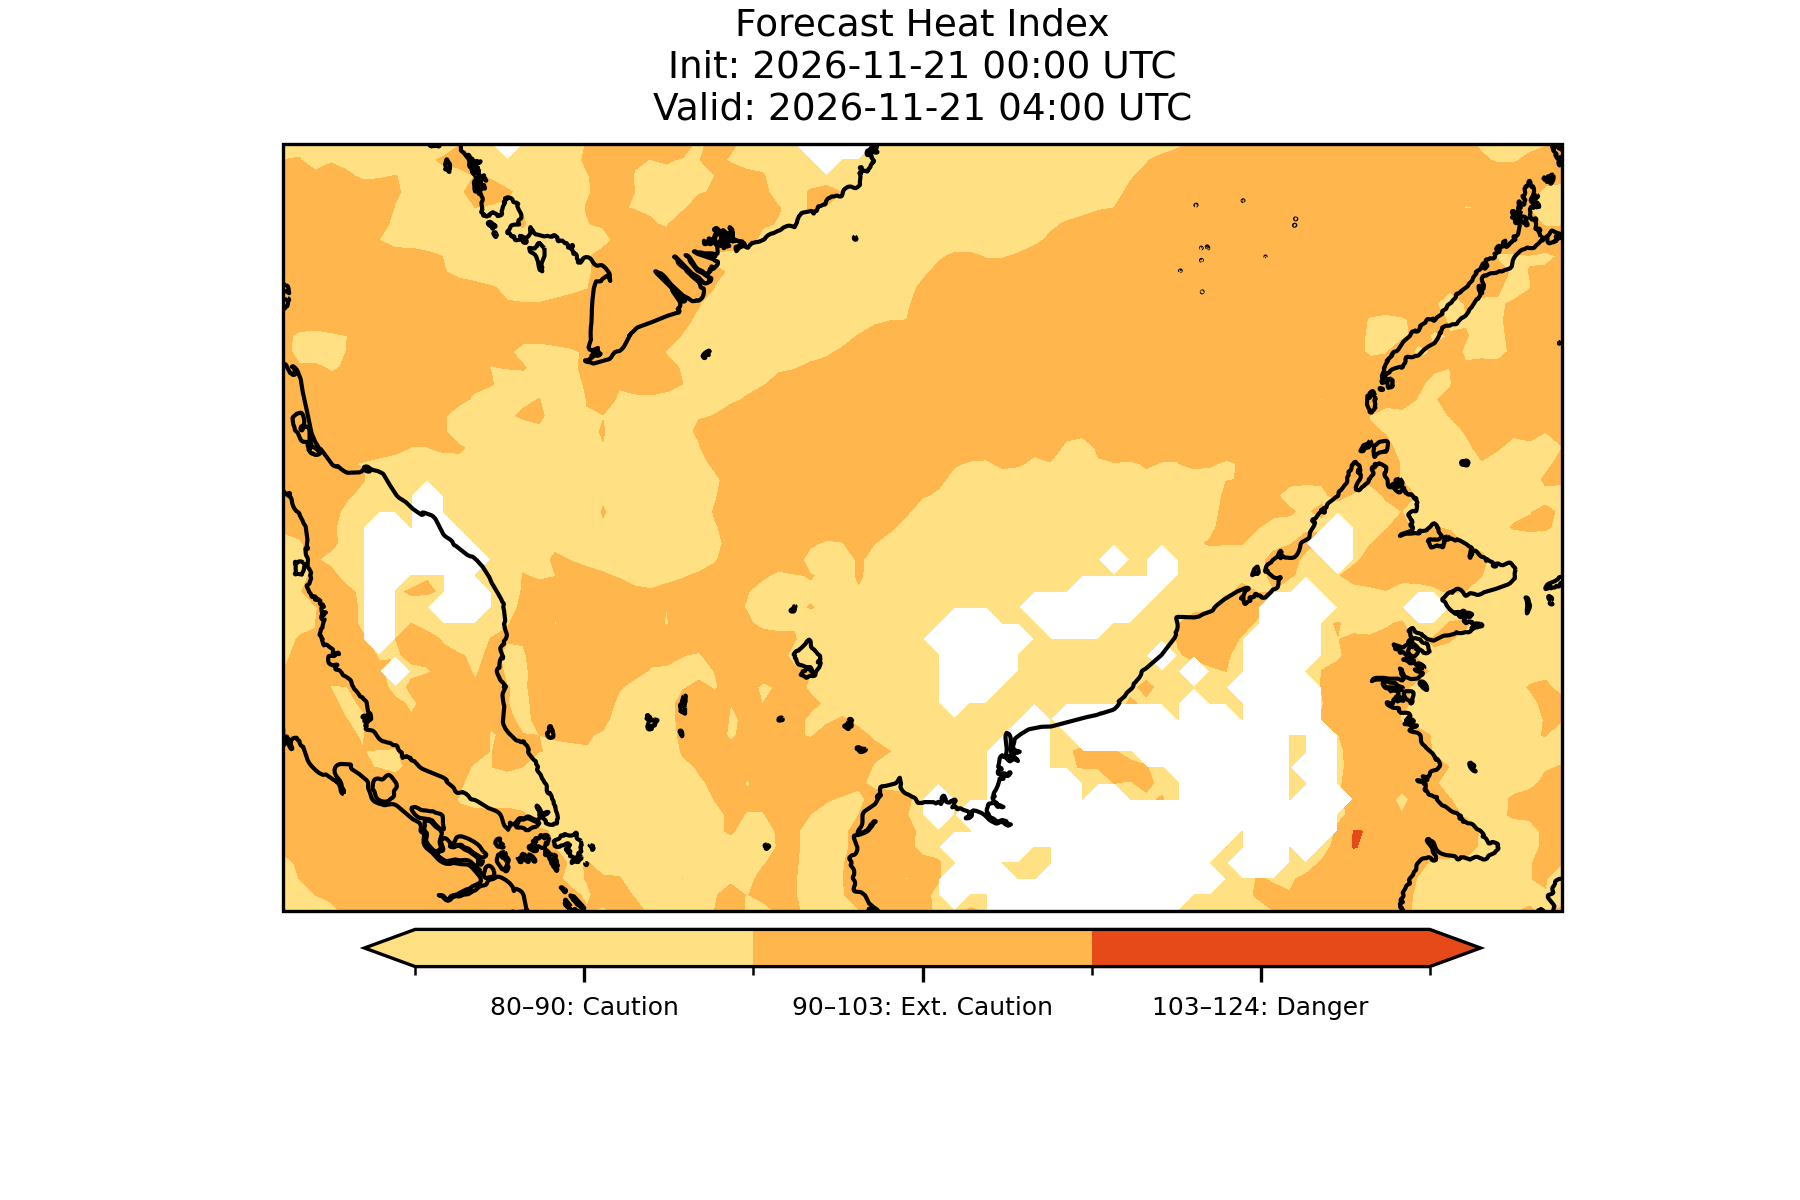 Forecast Heat Index
Init: 2026-11-21 00:00 UTC
Valid: 2026-11-21 04:00 UTC
80–90: Caution
90–103: Ext. Caution
103–124: Danger